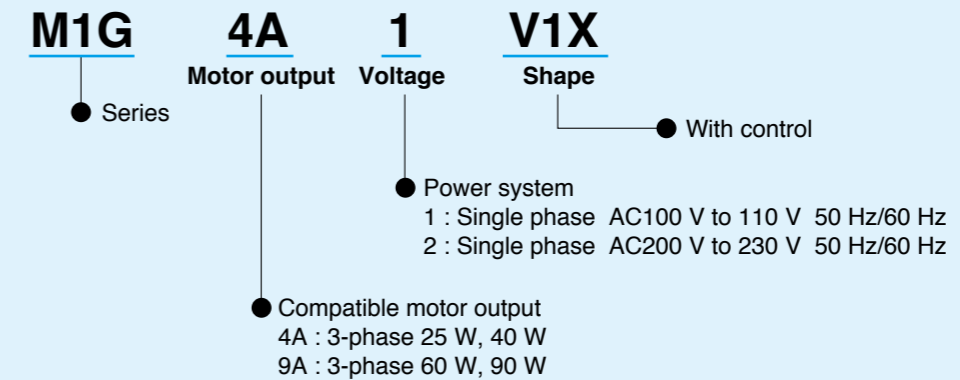 M1G 4A 1 V1X
Motor output Voltage Shape
Series
With control
Power system
1 : Single phase AC100 V to 110 V 50 Hz/60 Hz
2 : Single phase AC200 V to 230 V 50 Hz/60 Hz
Compatible motor output
4A : 3-phase 25 W, 40 W
9A : 3-phase 60 W, 90 W